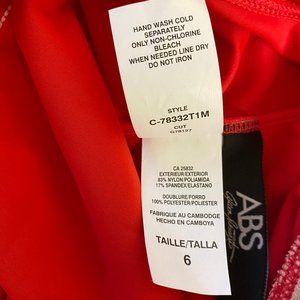 HAND WASH COLD
SEPARATELY
ONLY NON-CHLORINE
BLEACH
WHEN NEEDED LINE DRY
DO NOT IRON
STYLE
C-78332T1M
CUT
CA 25832
EXTERIOR/EXTERIOR
83% NYLON/POLIAMIDA
17% SPANDEX/ELASTANO
DOUBLURE/FORRO
100% POLYESTER/POLIESTER
FABRIQUE AU CAMBODGE
HECHO EN CAMBOYA
TAILLE/TALLA
6
ABS